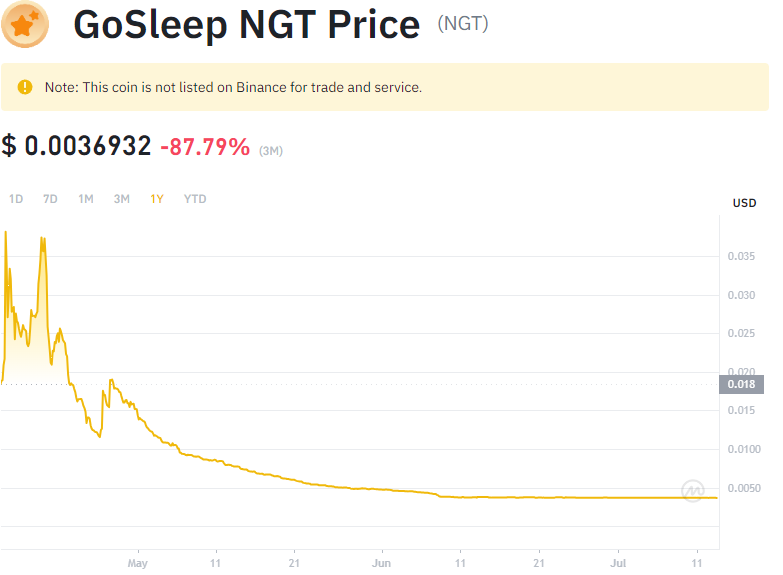 GoSleep NGT Price (NGT)
Note: This coin is not listed on Binance for trade and service.
$ 0.0036932 -87.79% (3M)
1D 7D 1M 3M 1Y YTD
USD
0.035
0.030
0.025
0.020
0.018
0.015
0.0100
0.0050
May 11 21 Jun 11 21 Jul 11